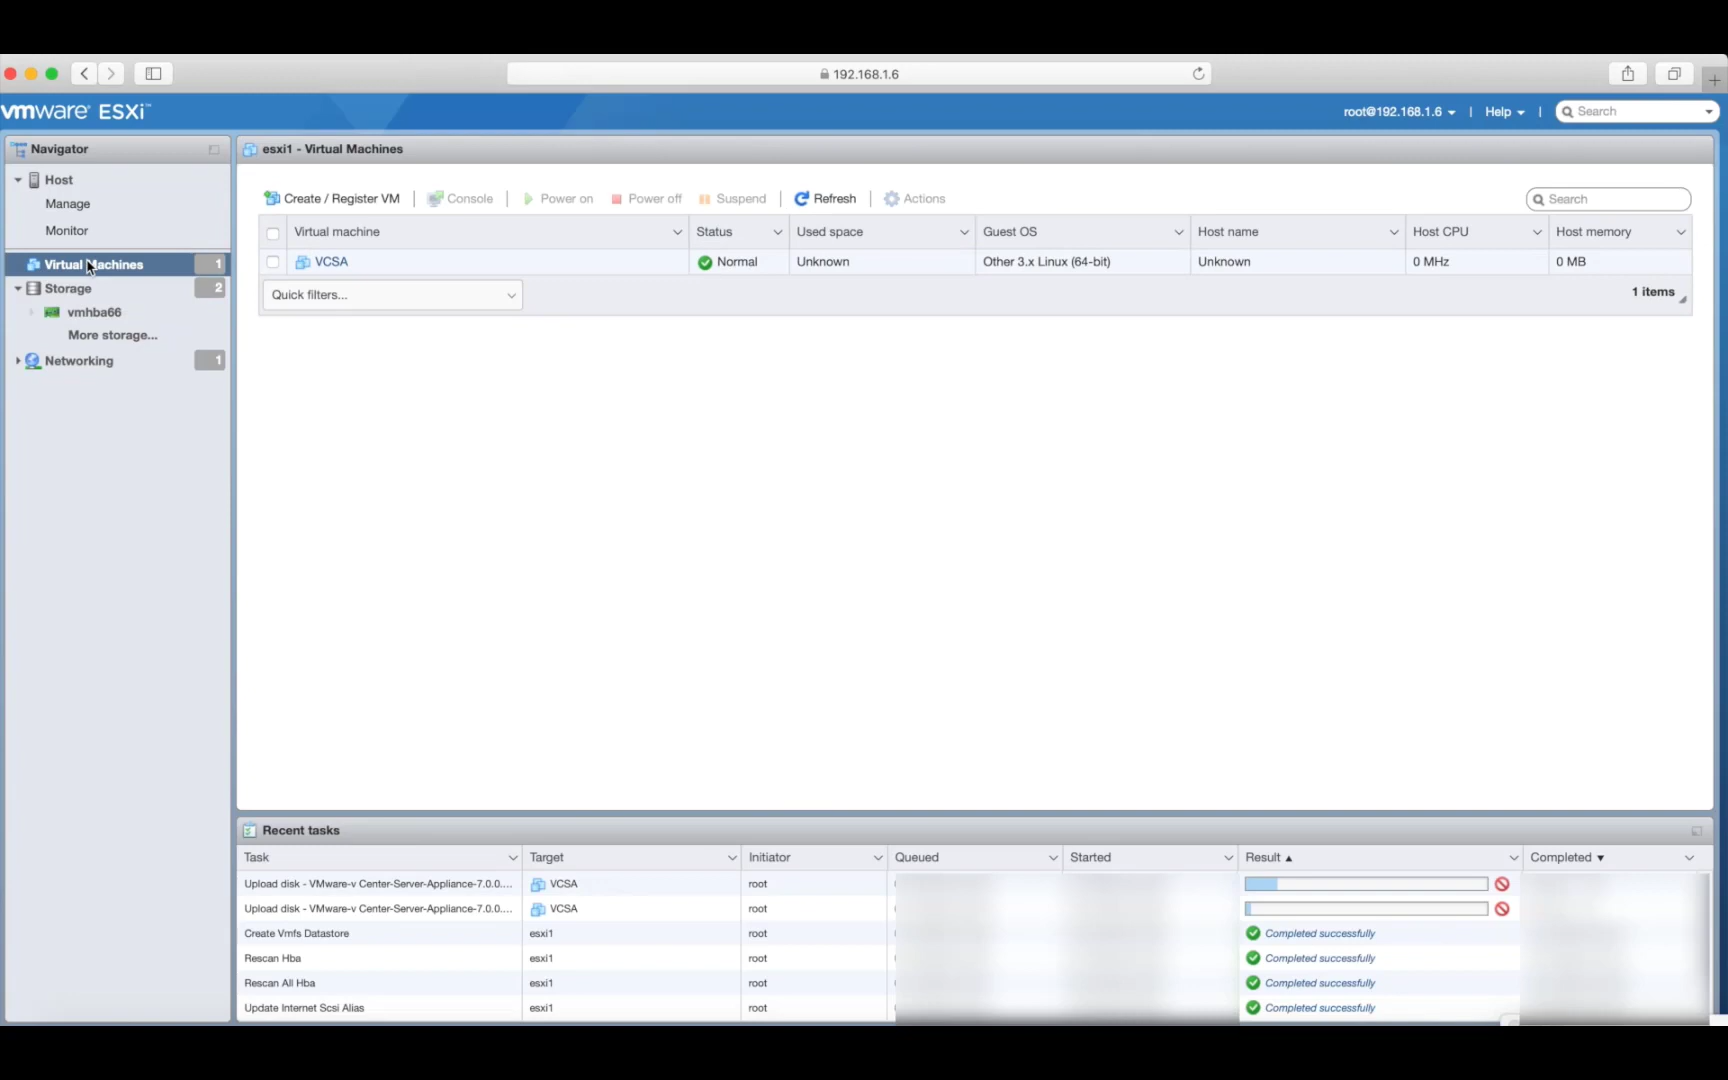 192.168.1.6
vmware ESXi™
root@192.168.1.6 | Help | Search
Navigator
Host
Manage
Monitor
Virtual Machines 1
Storage 2
vmhba66
More storage...
Networking 1
esxi1 - Virtual Machines
Create / Register VM | Console | Power on Power off Suspend | Refresh | Actions
Search
Virtual machine Status Used space Guest OS Host name Host CPU Host memory
VCSA Normal Unknown Other 3.x Linux (64-bit) Unknown 0 MHz 0 MB
Quick filters...
1 items
Recent tasks
Task Target Initiator Queued Started Result ▲ Completed ▼
Upload disk - VMware-v Center-Server-Appliance-7.0.0.... VCSA root
Upload disk - VMware-v Center-Server-Appliance-7.0.0.... VCSA root
Create Vmfs Datastore esxi1 root Completed successfully
Rescan Hba esxi1 root Completed successfully
Rescan All Hba esxi1 root Completed successfully
Update Internet Scsi Alias esxi1 root Completed successfully